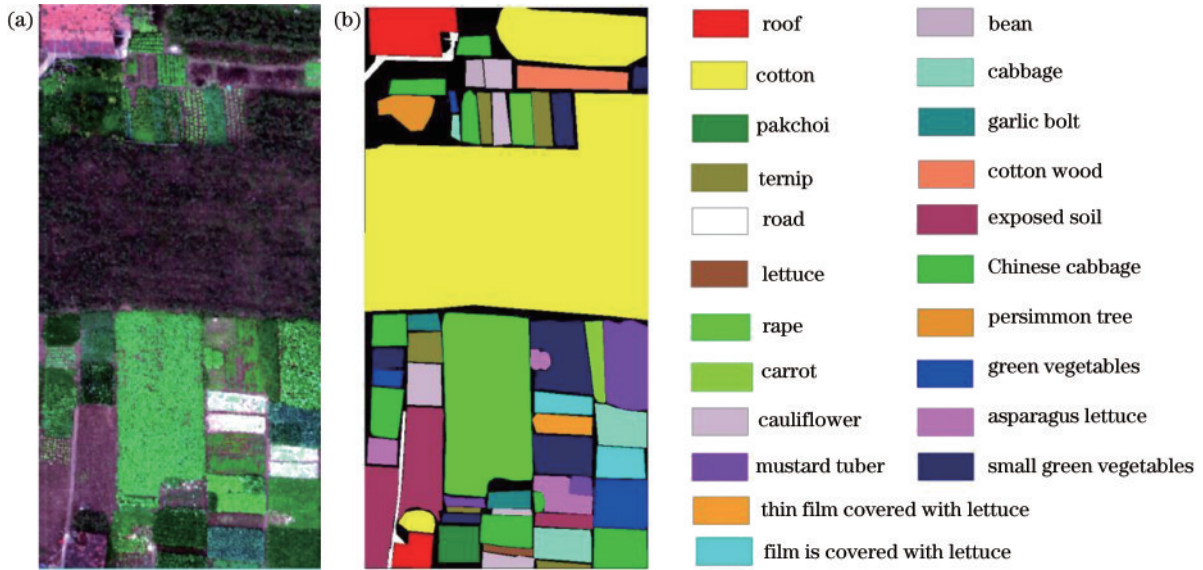 (a)
(b)
roof
cotton
pakchoi
ternip
road
lettuce
rape
carrot
cauliflower
mustard tuber
thin film covered with lettuce
film is covered with lettuce
bean
cabbage
garlic bolt
cotton wood
exposed soil
Chinese cabbage
persimmon tree
green vegetables
asparagus lettuce
small green vegetables